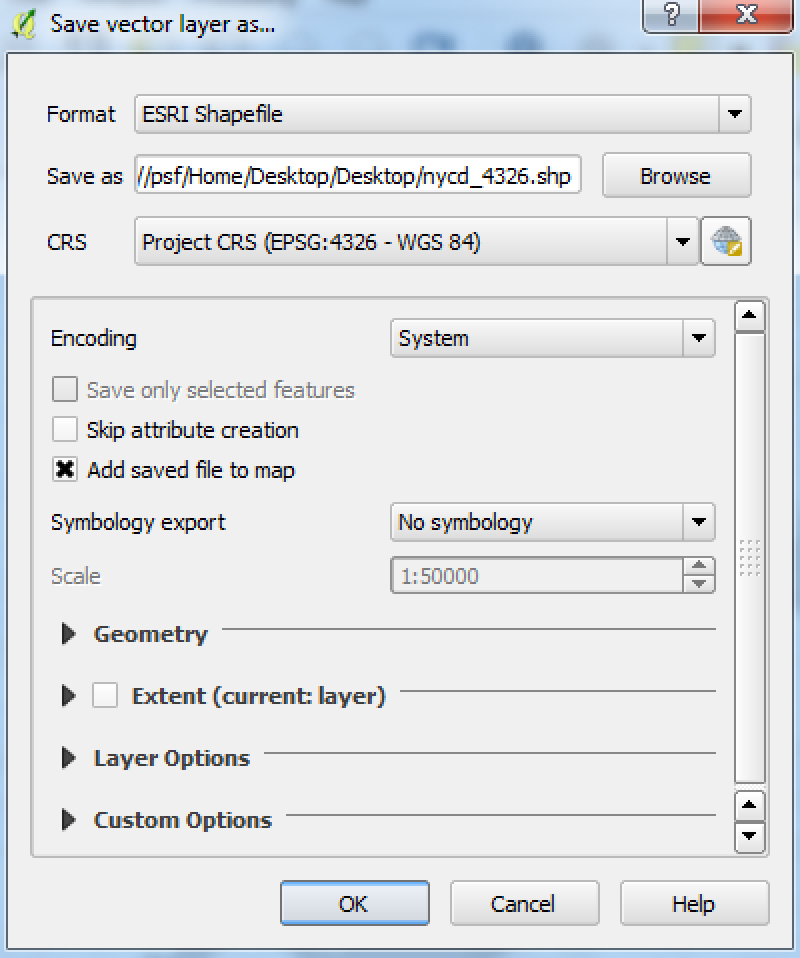 Save vector layer as...
Format ESRI Shapefile
Save as //psf/Home/Desktop/Desktop/nycd_4326.shp Browse
CRS Project CRS (EPSG:4326 - WGS 84)
Encoding System
Save only selected features
Skip attribute creation
Add saved file to map
Symbology export No symbology
Scale 1:50000
Geometry
Extent (current: layer)
Layer Options
Custom Options
OK Cancel Help